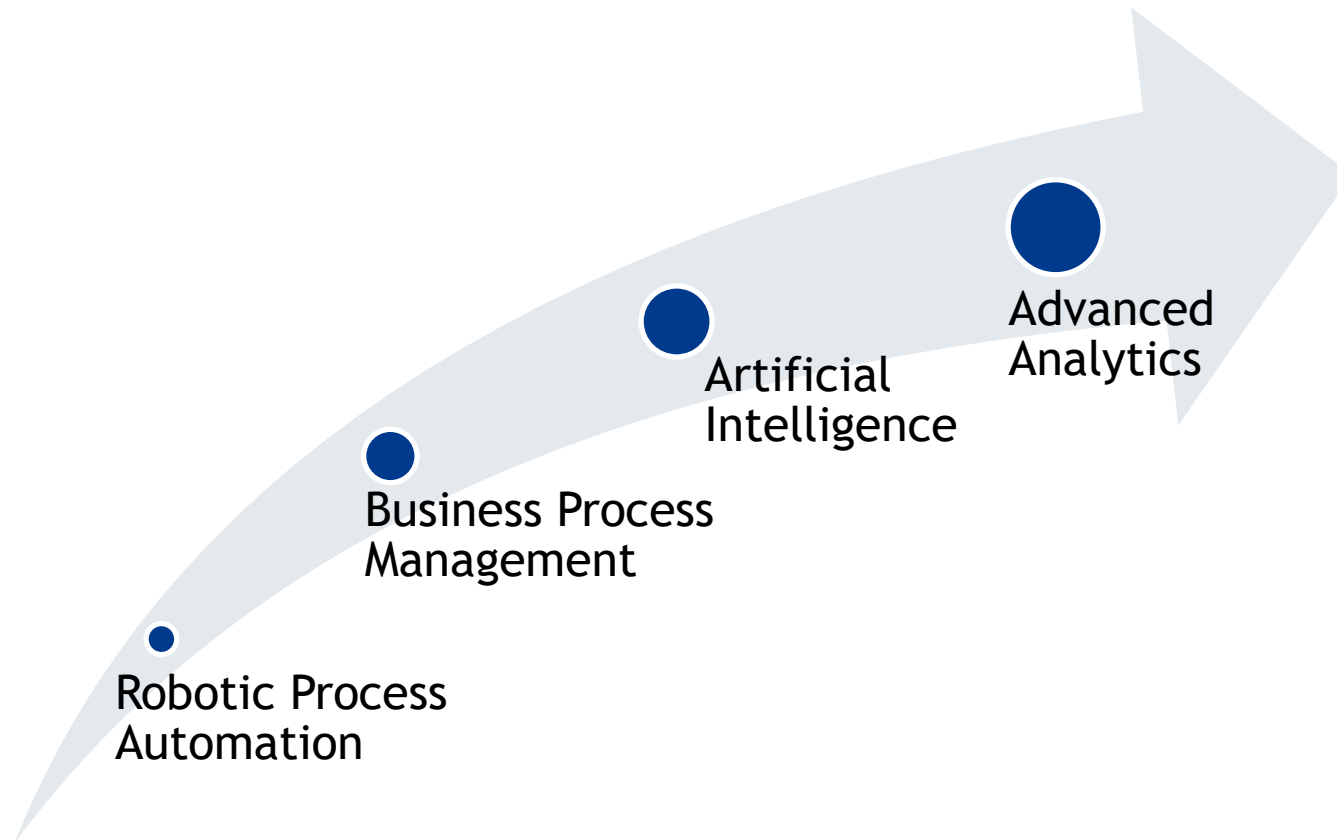 Advanced
Analytics
Artificial
Intelligence
Business Process
Management
Robotic Process
Automation